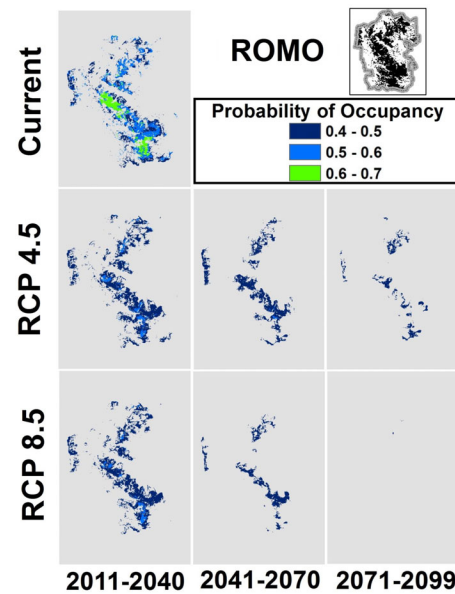 Current
ROMO
Probability of Occupancy
0.4 - 0.5
0.5 - 0.6
0.6 - 0.7
RCP 4.5
RCP 8.5
2011-2040 2041-2070 2071-2099